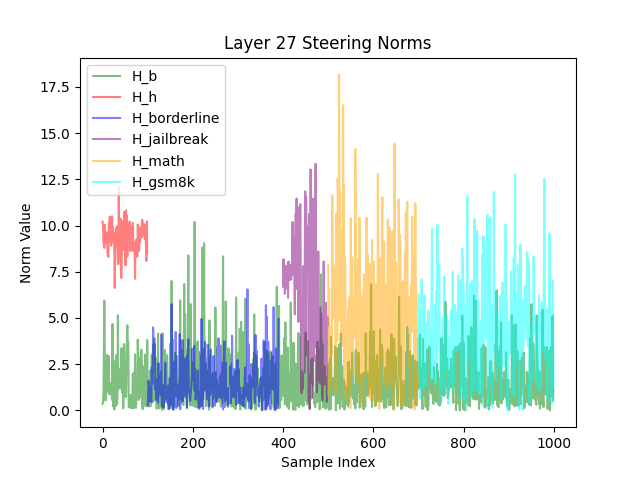 Layer 27 Steering Norms
H_b
H_h
H_borderline
H_jailbreak
H_math
H_gsm8k
17.5
15.0
12.5
10.0
7.5
5.0
2.5
0.0
Norm Value
0 200 400 600 800 1000
Sample Index